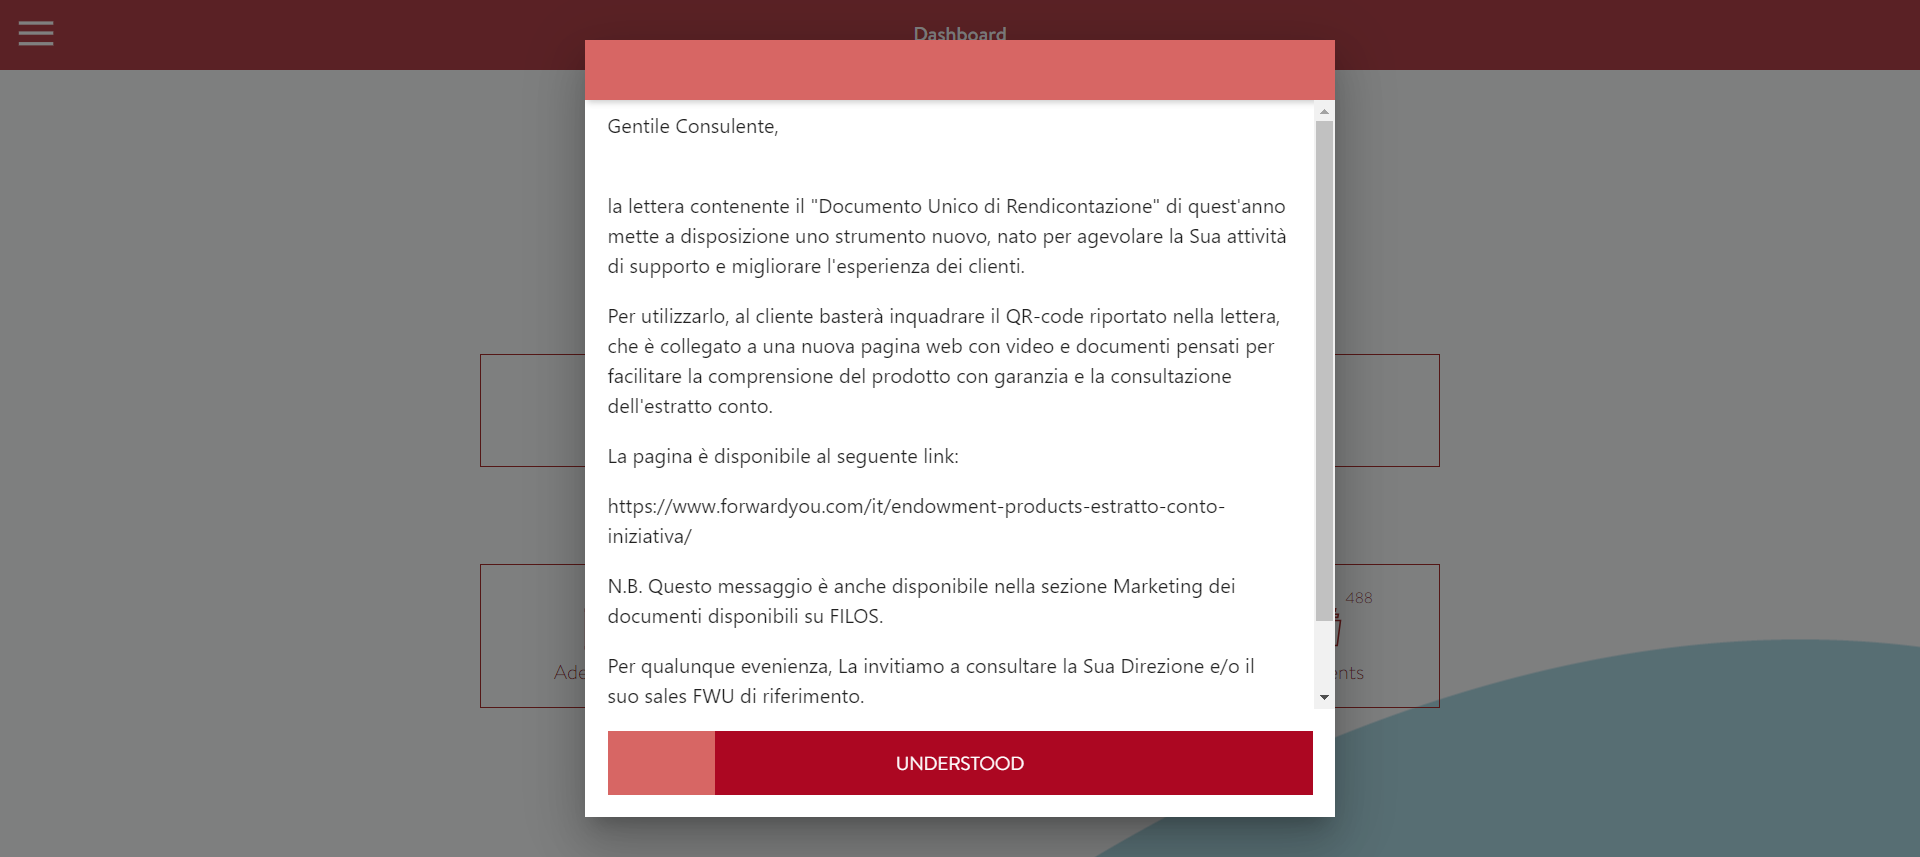 Dashboard
Gentile Consulente,
la lettera contenente il "Documento Unico di Rendicontazione" di quest'anno
mette a disposizione uno strumento nuovo, nato per agevolare la Sua attività
di supporto e migliorare l'esperienza dei clienti.
Per utilizzarlo, al cliente basterà inquadrare il QR-code riportato nella lettera,
che è collegato a una nuova pagina web con video e documenti pensati per
facilitare la comprensione del prodotto con garanzia e la consultazione
dell'estratto conto.
La pagina è disponibile al seguente link:
https://www.forwardyou.com/it/endowment-products-estratto-conto-
iniziativa/
N.B. Questo messaggio è anche disponibile nella sezione Marketing dei
documenti disponibili su FILOS.
Per qualunque evenienza, La invitiamo a consultare la Sua Direzione e/o il
suo sales FWU di riferimento.
488
UNDERSTOOD